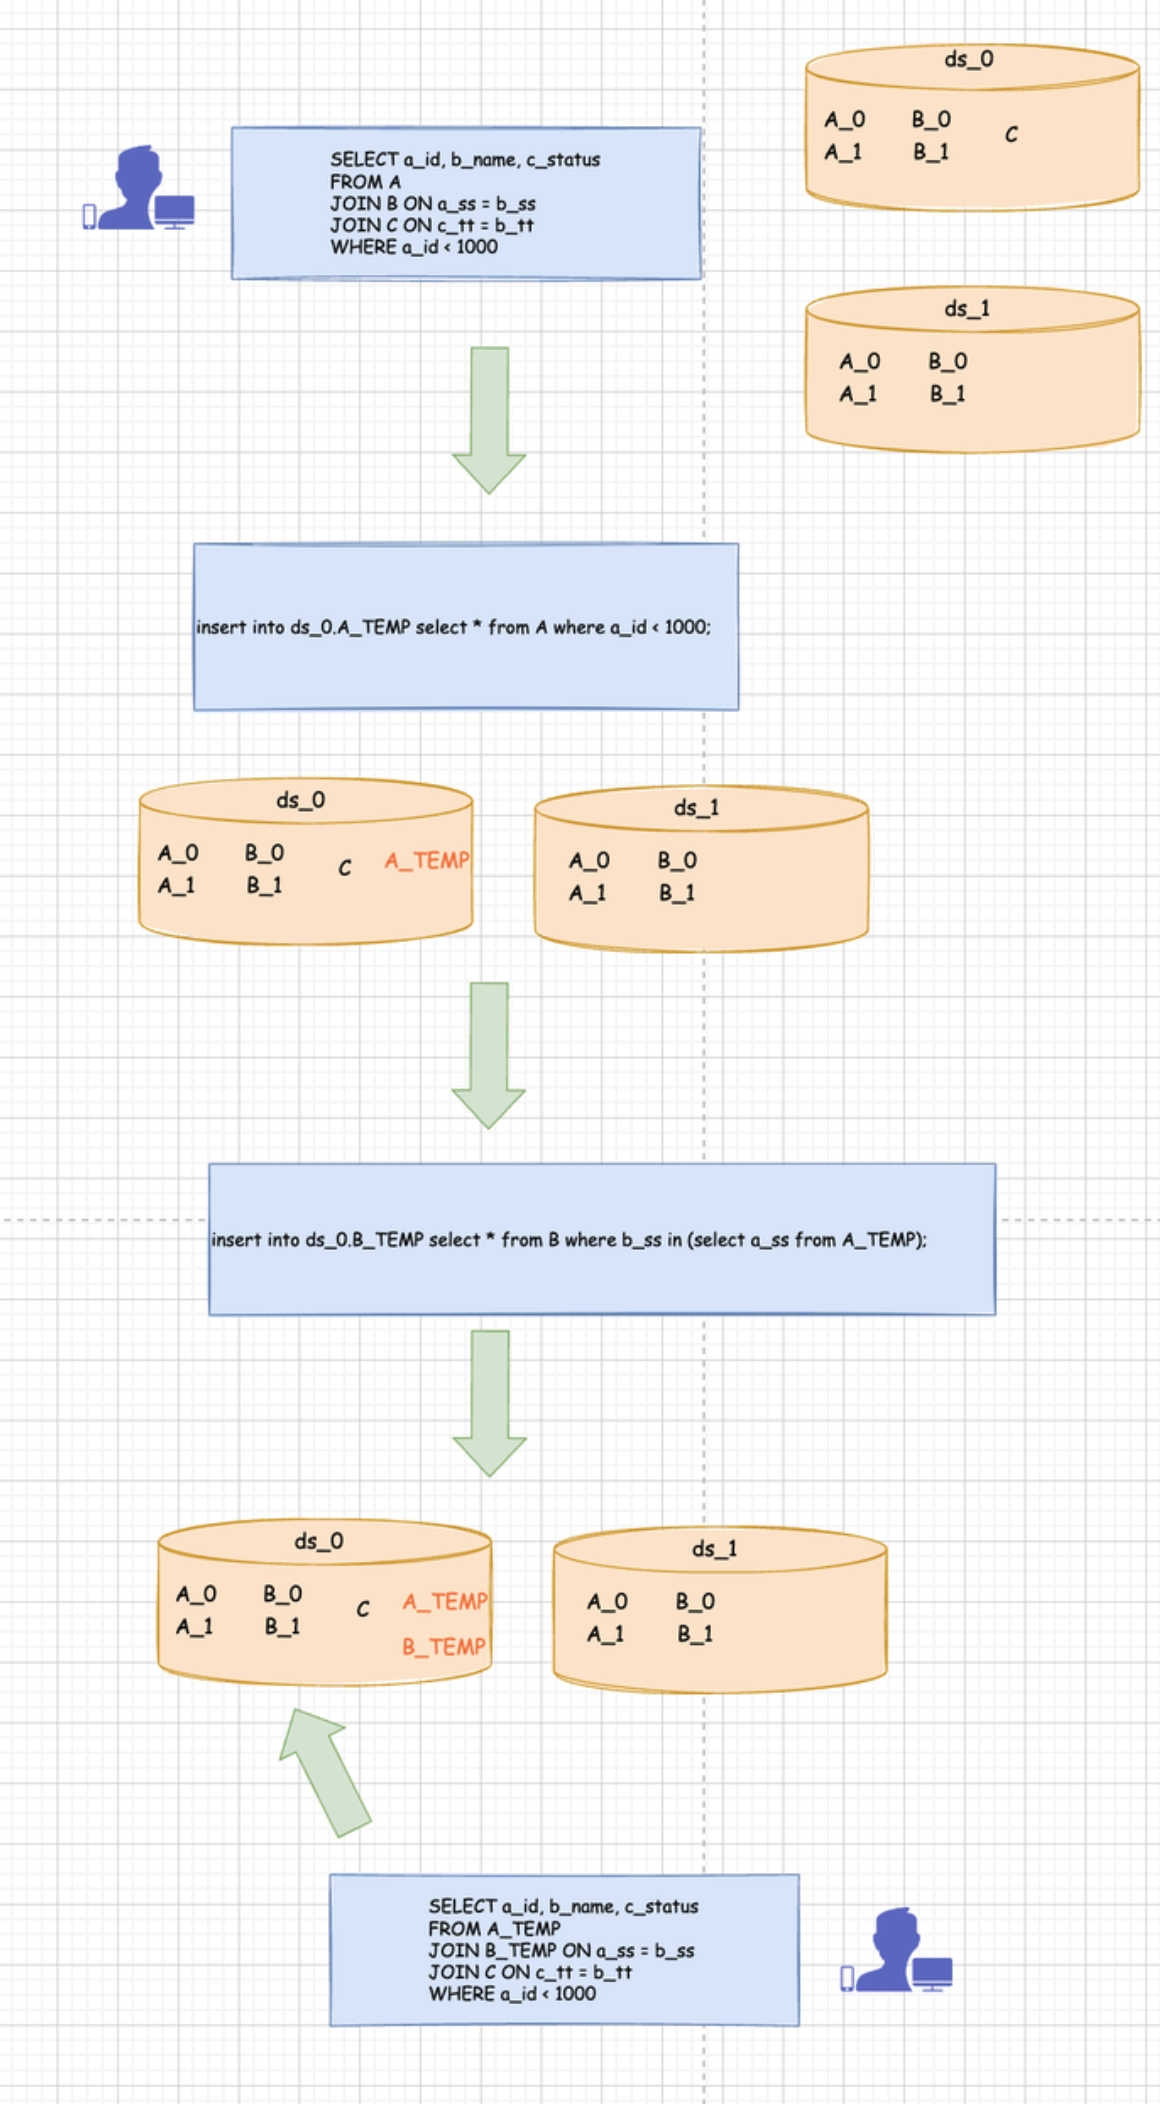 ds_0
A_0 B_0 C
A_1 B_1
SELECT a_id, b_name, c_status
FROM A
JOIN B ON a_ss = b_ss
JOIN C ON c_tt = b_tt
WHERE a_id < 1000
ds_1
A_0 B_0
A_1 B_1
insert into ds_0.A_TEMP select * from A where a_id < 1000;
ds_0
A_0 B_0 C A_TEMP
A_1 B_1
ds_1
A_0 B_0
A_1 B_1
insert into ds_0.B_TEMP select * from B where b_ss in (select a_ss from A_TEMP);
ds_0
A_0 B_0 C A_TEMP
A_1 B_1 B_TEMP
ds_1
A_0 B_0
A_1 B_1
SELECT a_id, b_name, c_status
FROM A_TEMP
JOIN B_TEMP ON a_ss = b_ss
JOIN C ON c_tt = b_tt
WHERE a_id < 1000